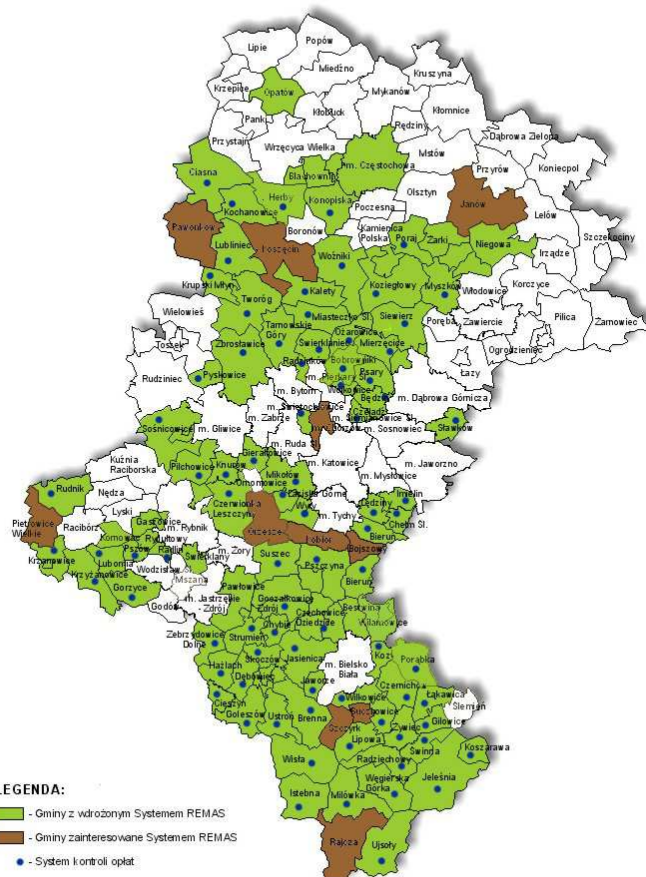 Popów
Lipie
Miedźno
Kruszyna
Krzepice
Opatów
Mykanów
Kłomnice
Panki
Kłobuck
Rędziny
Dąbrowa Zielona
Przystajń
Wręczyca Wielka
Mstów
Przyrów
Koniecpol
m. Częstochowa
Ciasna
Blachownia
Olsztyn
Janów
Lelów
Herby
Konopiska
Poczesna
Kochanowice
Szczekociny
Pawonków
Boronów
Kamienica
Polska
Poraj
Żarki
Niegowa
Irządze
Lubliniec
Koszęcin
Woźniki
Krupski Młyn
Kalety
Koziegłowy
Myszków
Włodowice
Wielowieś
Tworóg
Miasteczko Śl.
Siewierz
Poręba
Zawiercie
Pilica
Żarnowiec
Tarnowskie
Góry
Ożarowice
Świerklaniec
Mierzęcice
Ogrodzieniec
Toszek
Zbrosławice
Radzionków
Bobrowniki
Łazy
Rudziniec
Pyskowice
m. Piekary Śl.
Psary
Wojkowice
m. Bytom
Będzin
m. Dąbrowa Górnicza
m. Świętochłowice
Czeladź
m. Zabrze
Sławków
Sośnicowice
m. Gliwice
m. Sosnowiec
m. Ruda Śl.
Kuźnia
Raciborska
Gierałtowice
m. Katowice
m. Jaworzno
Pilchowice
Knurów
m. Mysłowice
Mikołów
Rudnik
Nędza
Ornontowice
Imielin
Łaziska Górne
Czerwionka
Leszczyny
Wyry
Lędziny
Lyski
m. Tychy
Chełm Śl.
Pietrowice
Wielkie
Racibórz
Gaszowice
m. Rybnik
Bieruń
Kornowac
Rydułtowy
Orzesze
Kobiór
Bojszowy
Pszów
Radlin
Krzanowice
Lubomia
Świerklany
m. Żory
Suszec
Pszczyna
Wodzisław Śl.
Krzyżanowice
Mszana
Bieruń
Gorzyce
Pawłowice
Godów
m. Jastrzębie
- Zdrój
Goczałkowice
Zdrój
Bestwina
Czechowice
Dziedzice
Wilamowice
Strumień
Chybie
Zebrzydowice
Dolne
Kozy
Skoczów
Jasienica
m. Bielsko
Biała
Porąbka
Hażlach
Dębowiec
Jaworze
Czernichów
Łękawica
Ślemień
Wilkowice
Cieszyn
Buczkowice
Gilowice
Goleszów
Ustroń
Brenna
Szczyrk
Żywiec
Lipowa
Świnna
Koszarawa
Wisła
Radziechowy
Węgierska
Górka
Jeleśnia
Istebna
Milówka
Rajcza
Ujsoły
LEGENDA:
- Gminy z wdrożonym Systemem REMAS
- Gminy zainteresowane Systemem REMAS
- System kontroli opłat